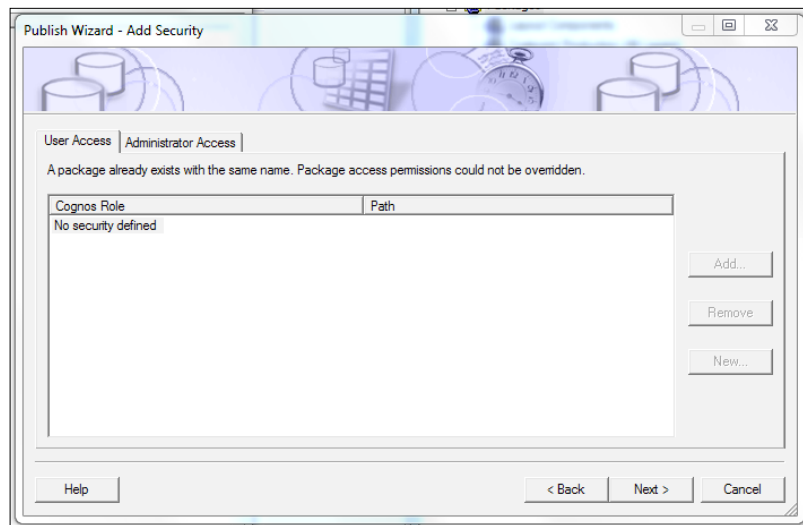 Publish Wizard - Add Security
User Access
Administrator Access
A package already exists with the same name. Package access permissions could not be overridden.
Cognos Role
Path
No security defined
Add...
Remove
New...
Help
< Back
Next >
Cancel